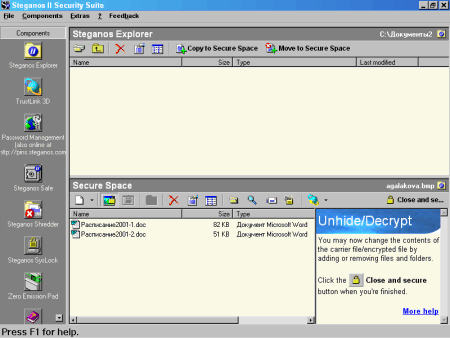 Steganos II Security Suite
File Components Extras ? Feedback
Components
Steganos Explorer
TrustLink 3D
Password Management
(also online at
http://pms.steganos.com
Steganos Safe
Steganos Shredder
Steganos SysLock
Zero Emission Pad
Steganos Explorer
C:\Документы2
Copy to Secure Space Move to Secure Space
Name Size Type Last modified
Secure Space
agalakova.bmp
Close and se...
Name Size Type
Расписание2001-1.doc 82 KB Документ Microsoft Word
Расписание2001-2.doc 51 KB Документ Microsoft Word
Unhide/Decrypt
You may now change the contents of
the carrier file/encrypted file by
adding or removing files and folders.
Click the Close and secure
button when you're finished.
More help
Press F1 for help.